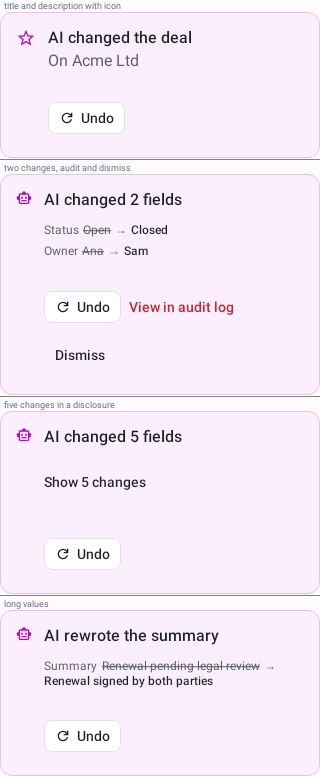 title and description with icon
AI changed the deal
On Acme Ltd
Undo
two changes, audit and dismiss
AI changed 2 fields
Status Open → Closed
Owner Ana → Sam
Undo View in audit log
Dismiss
five changes in a disclosure
AI changed 5 fields
Show 5 changes
Undo
long values
AI rewrote the summary
Summary Renewal pending legal review →
Renewal signed by both parties
Undo